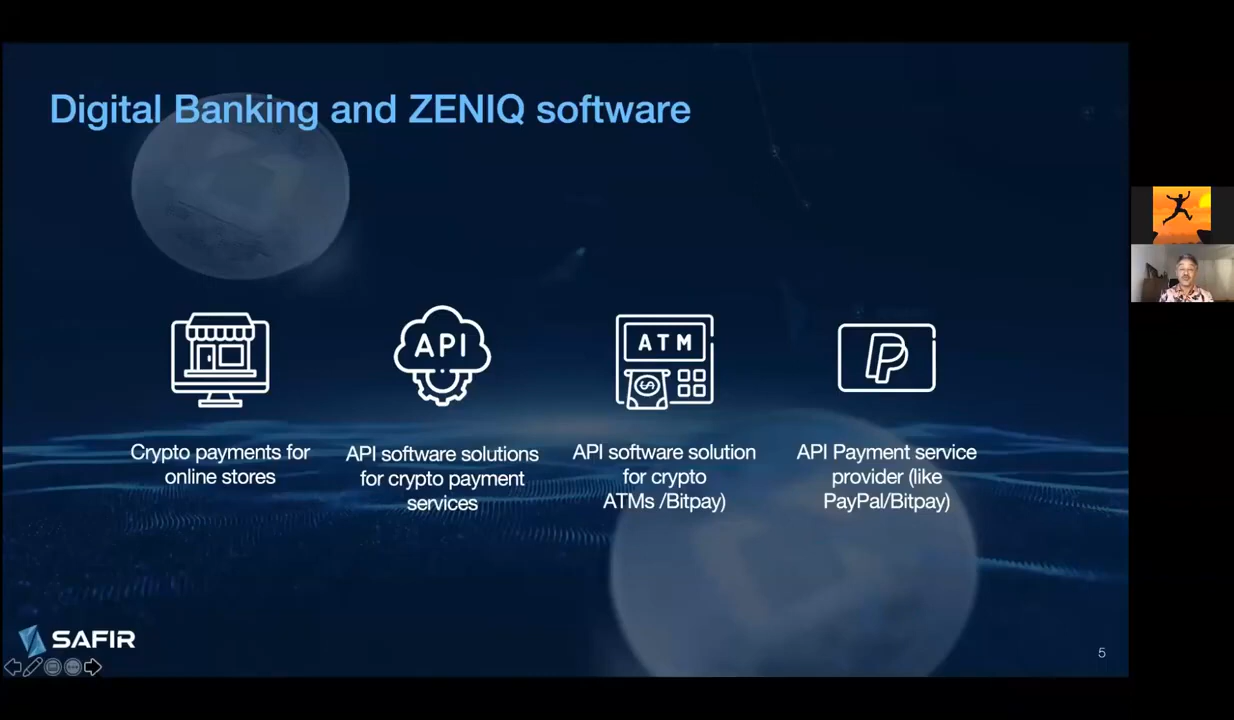 Digital Banking and ZENIQ software
API
ATM
Crypto payments for
online stores
API software solutions
for crypto payment
services
API software solution
for crypto
ATMs /Bitpay)
API Payment service
provider (like
PayPal/Bitpay)
SAFIR
5